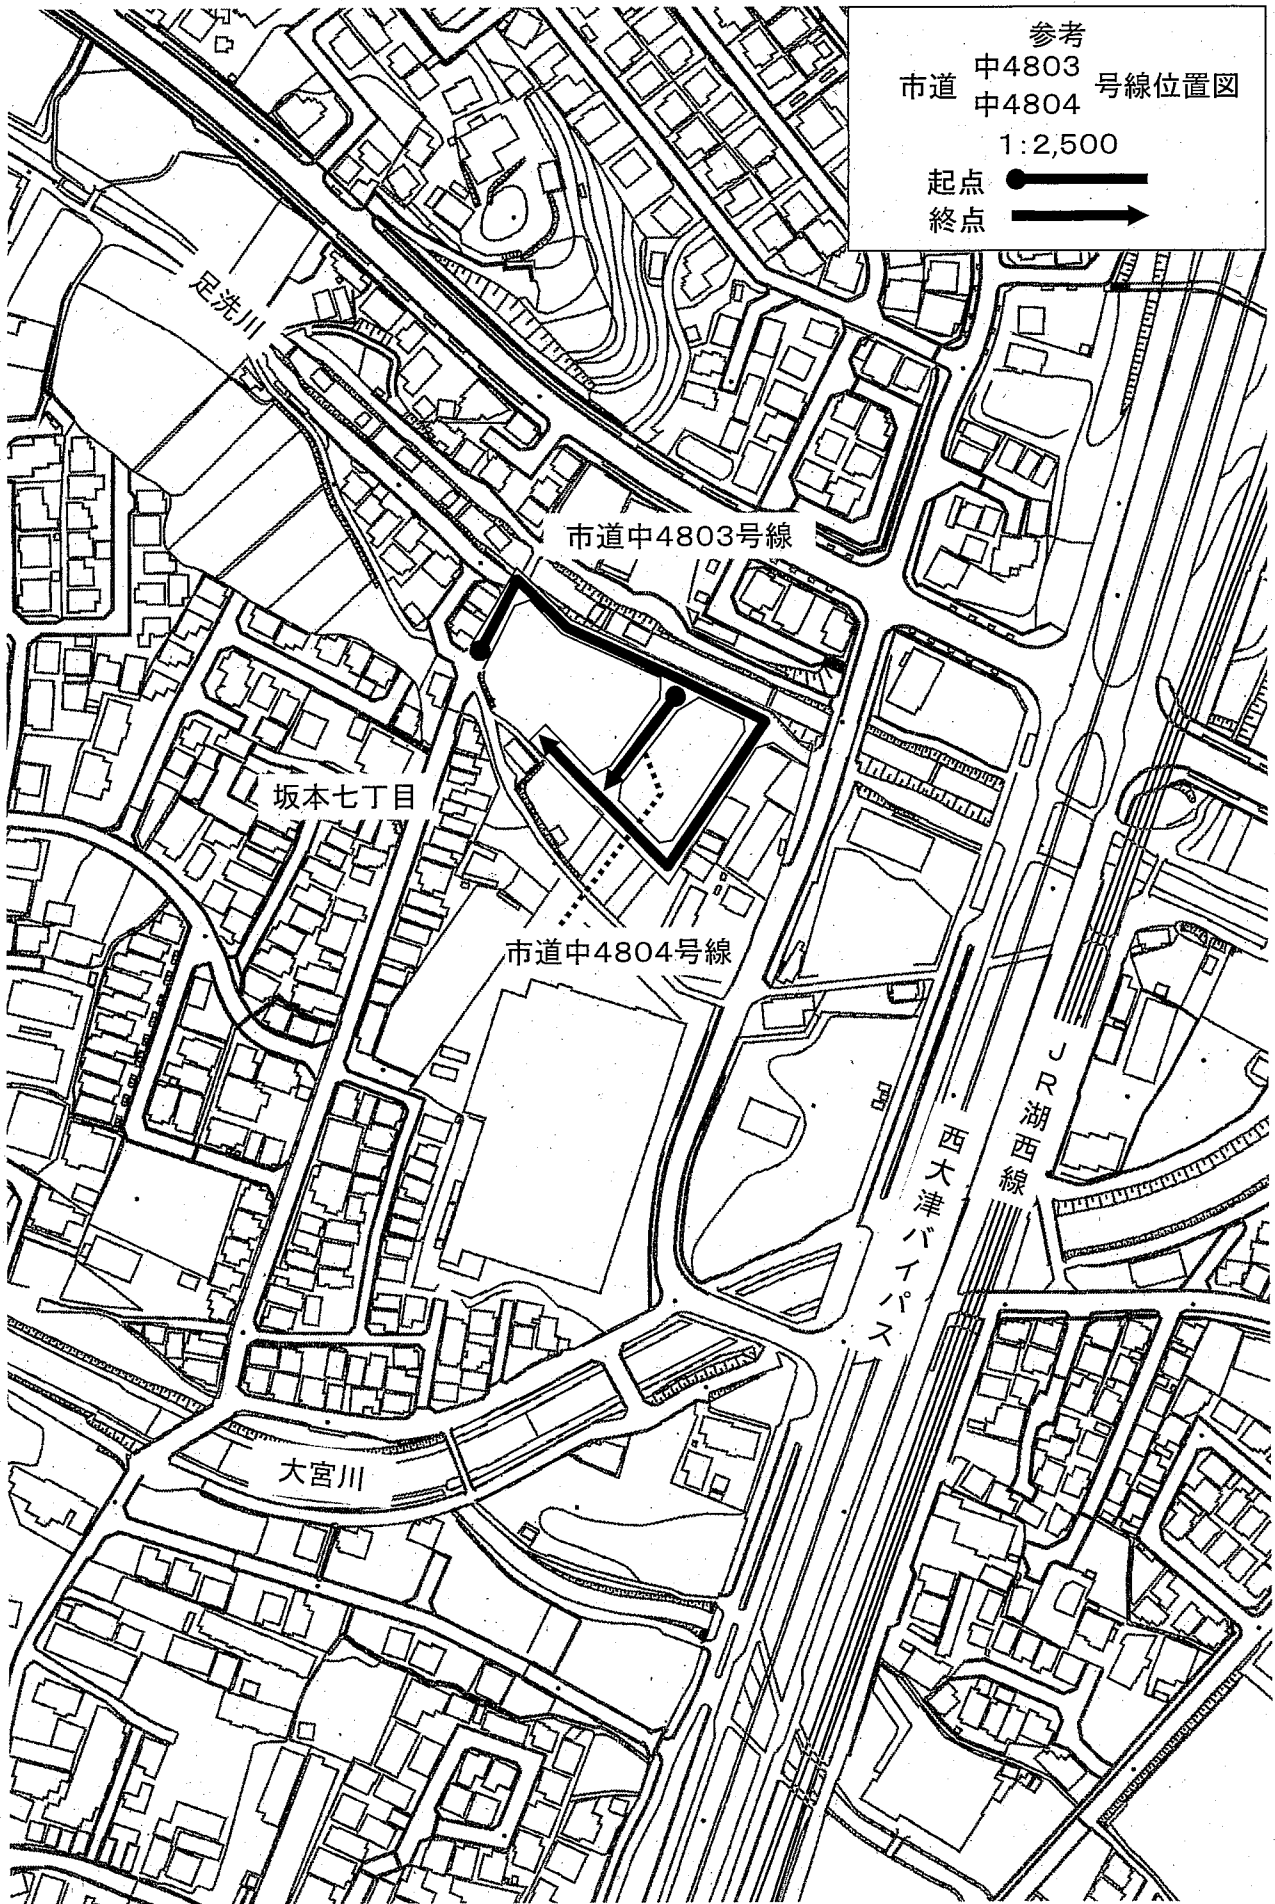 参考
市道 中4803 号線位置図
中4804
1:2,500
起点
終点
足洗川
市道中4803号線
坂本七丁目
市道中4804号線
JR湖西線
西大津バイパス
大宮川